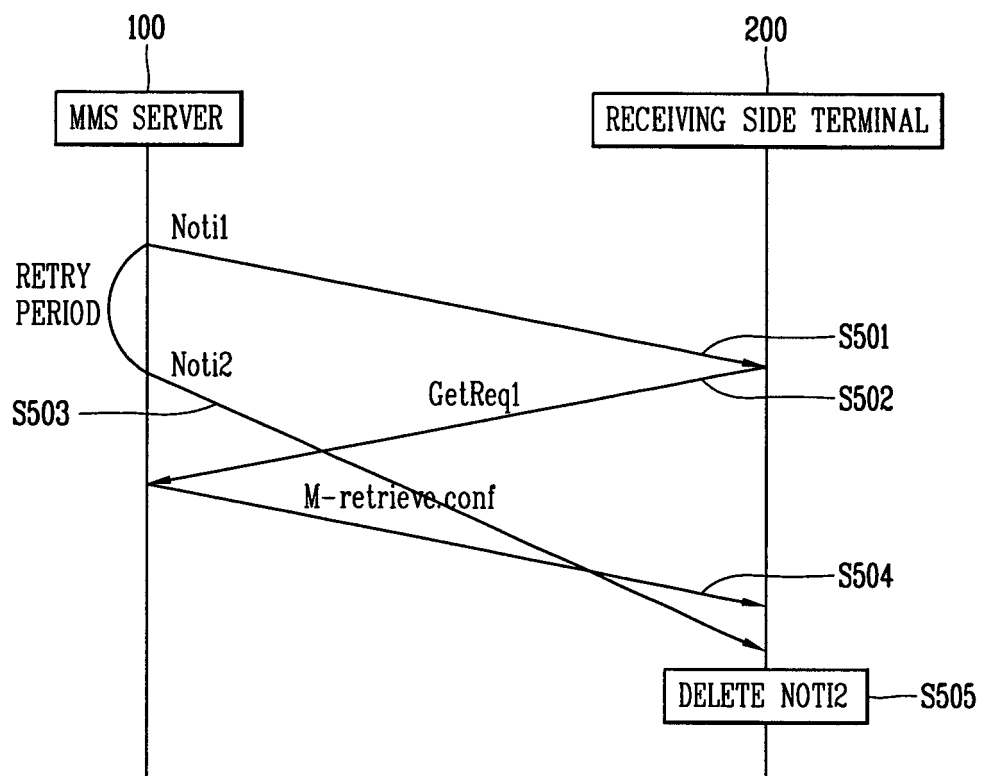 100
200
MMS SERVER
RECEIVING SIDE TERMINAL
Noti1
RETRY
PERIOD
S501
Noti2
GetReq1
S502
S503
M-retrieve.conf
S504
DELETE NOTI2
S505